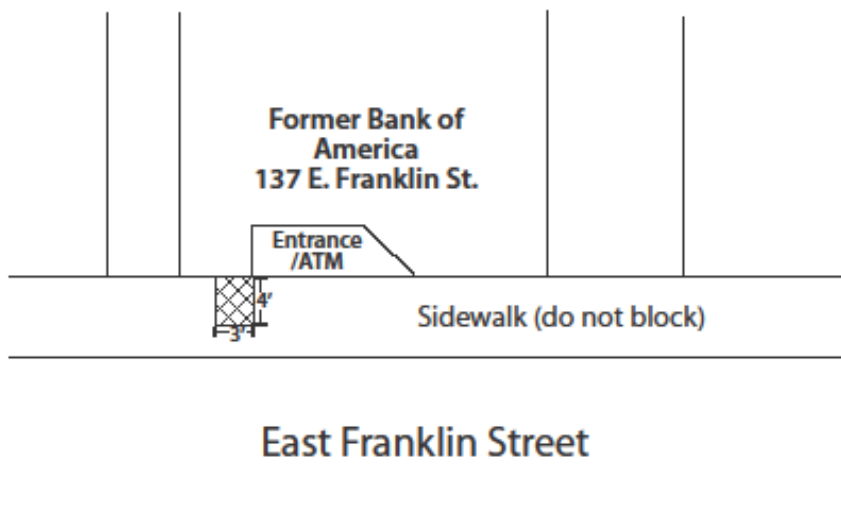 Former Bank of
America
137 E. Franklin St.
Entrance
/ATM
4'
3'
Sidewalk (do not block)
East Franklin Street